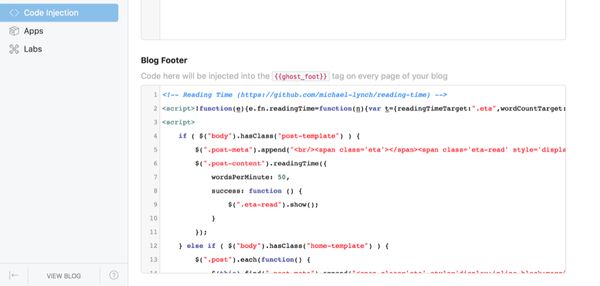 Code Injection
Apps
Labs
VIEW BLOG
Blog Footer
Code here will be injected into the {{ghost_foot}} tag on every page of your blog
1 <!-- Reading Time (https://github.com/michael-lynch/reading-time) -->
2 <script>!function(e){e.fn.readingTime=function(n){var t={readingTimeTarget:".eta",wordCountTarget:
3 <script>
4 if ( $("body").hasClass("post-template") ) {
5 $(".post-meta").append("<br/><span class='eta'></span><span class='eta-read' style='displa
6 $(".post-content").readingTime({
7 wordsPerMinute: 50,
8 success: function () {
9 $(".eta-read").show();
10 }
11 });
12 } else if ( $("body").hasClass("home-template") ) {
13 $(".post").each(function() {